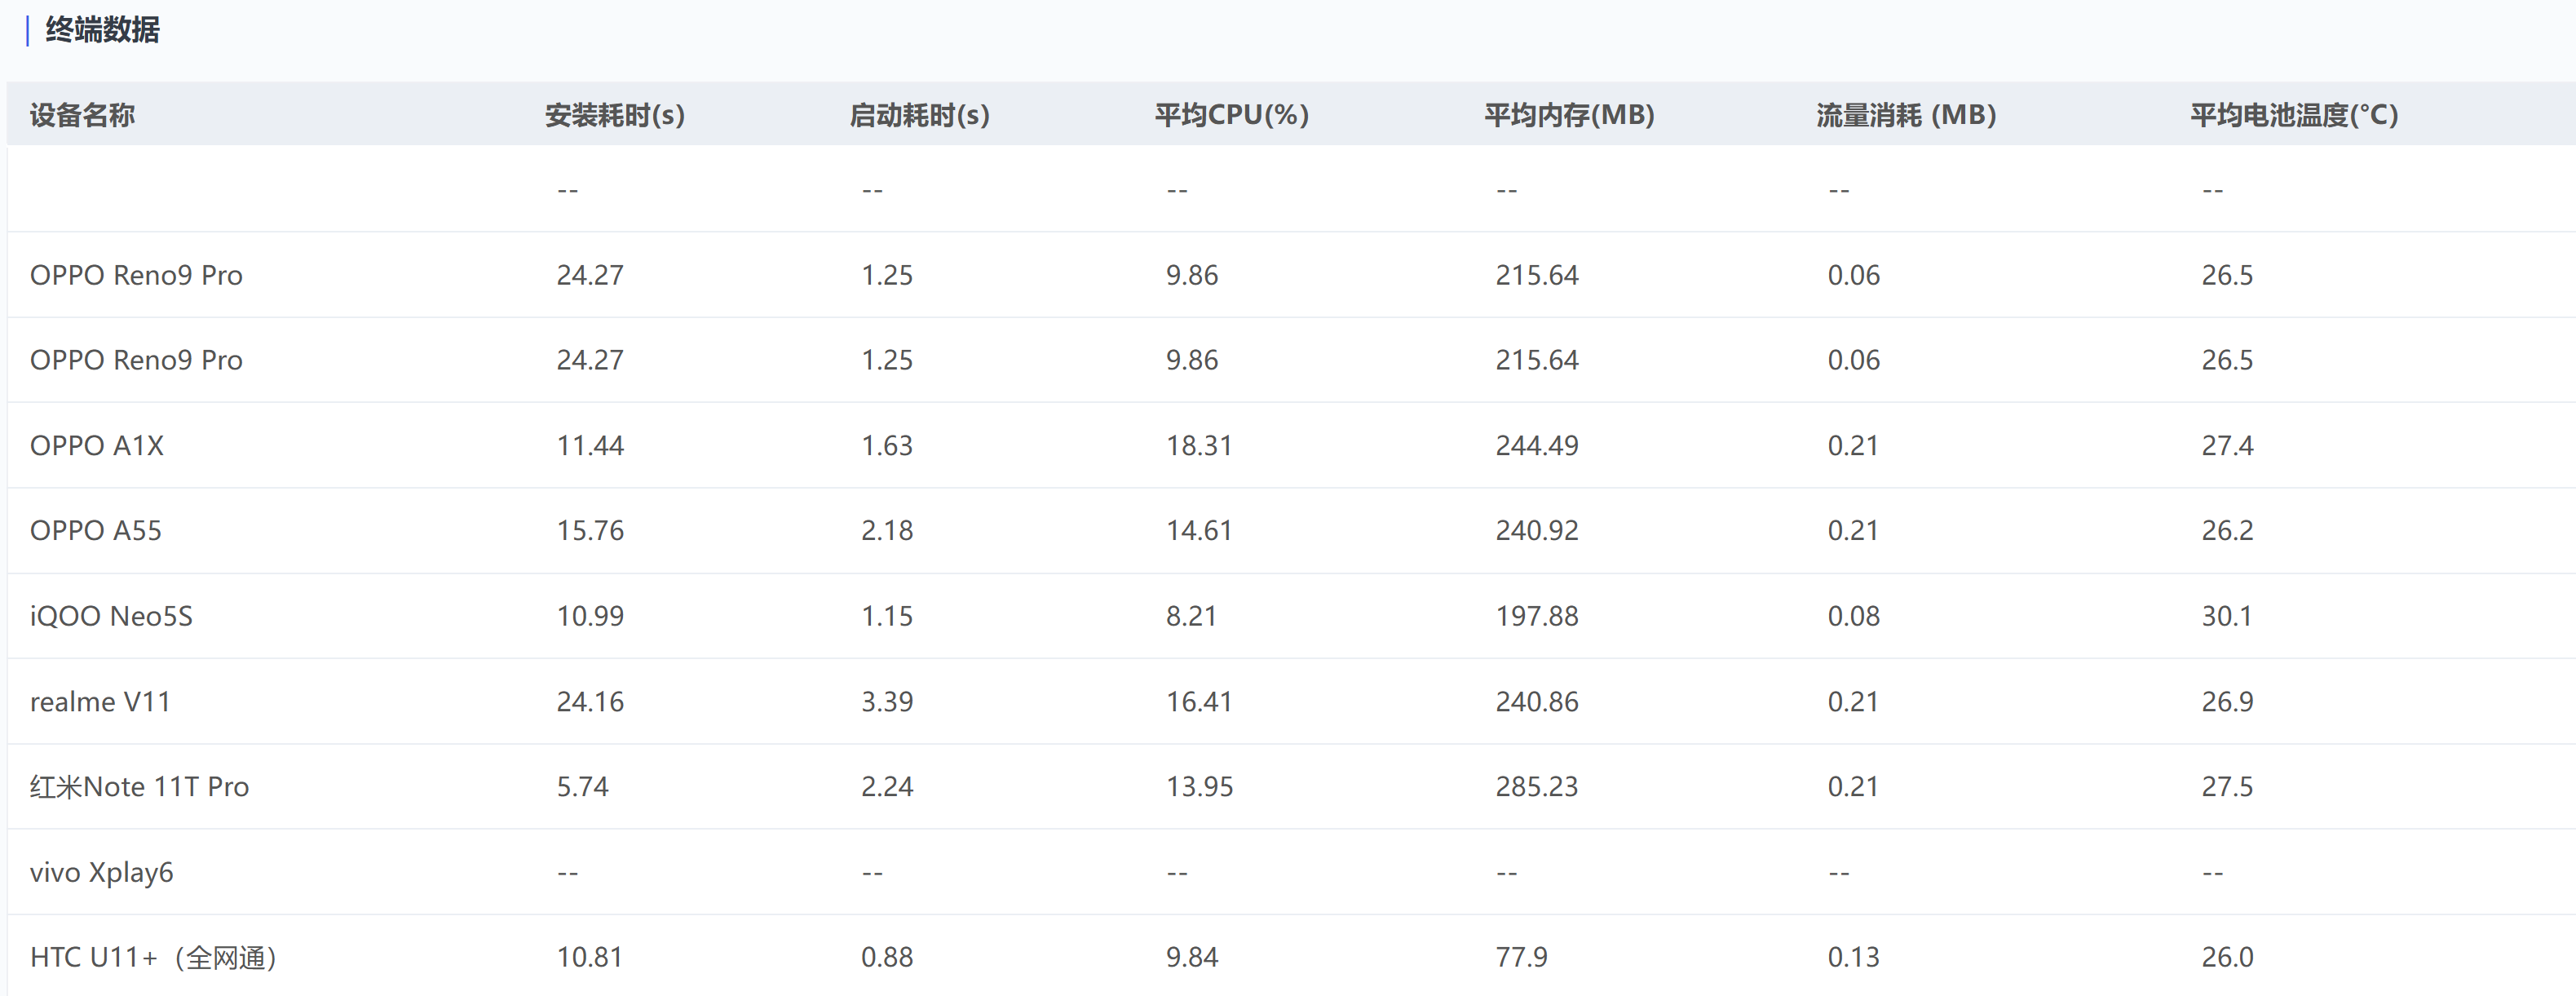 终端数据
设备名称 安装耗时(s) 启动耗时(s) 平均CPU(%) 平均内存(MB) 流量消耗 (MB) 平均电池温度(°C)
-- -- -- -- -- --
OPPO Reno9 Pro 24.27 1.25 9.86 215.64 0.06 26.5
OPPO Reno9 Pro 24.27 1.25 9.86 215.64 0.06 26.5
OPPO A1X 11.44 1.63 18.31 244.49 0.21 27.4
OPPO A55 15.76 2.18 14.61 240.92 0.21 26.2
iQOO Neo5S 10.99 1.15 8.21 197.88 0.08 30.1
realme V11 24.16 3.39 16.41 240.86 0.21 26.9
红米Note 11T Pro 5.74 2.24 13.95 285.23 0.21 27.5
vivo Xplay6 -- -- -- -- -- --
HTC U11+（全网通） 10.81 0.88 9.84 77.9 0.13 26.0